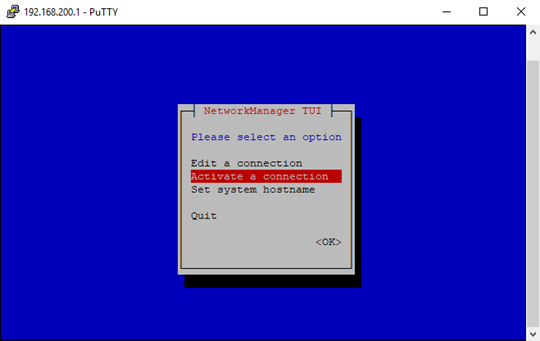 192.168.200.1 - PuTTY
NetworkManager TUI
Please select an option
Edit a connection
Activate a connection
Set system hostname
Quit
<OK>